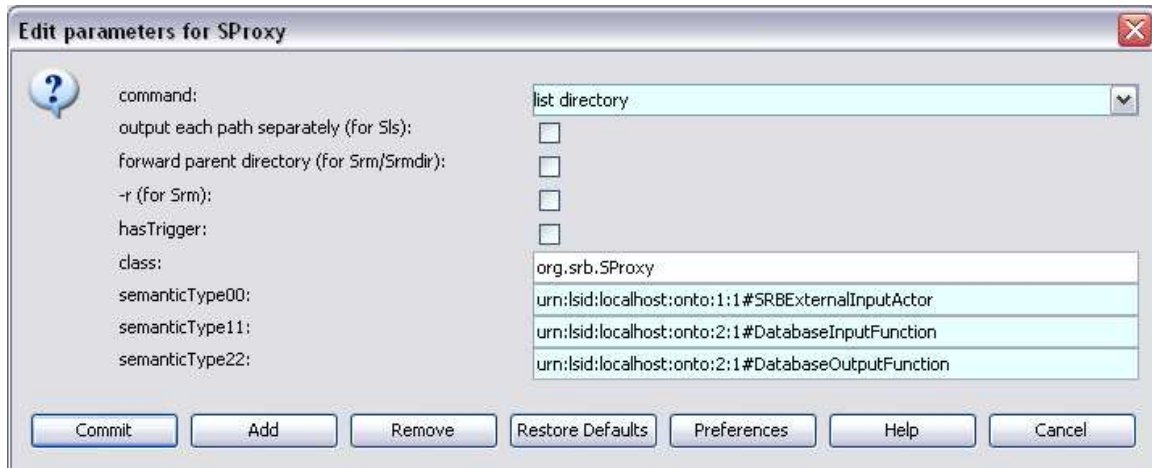 Edit parameters for SProxy
?
command: list directory
output each path separately (for Sls):
forward parent directory (for Srm/Srmdir):
-r (for Srm):
hasTrigger:
class: org.srb.SProxy
semanticType00: urn:lsid:localhost:onto:1:1#SRBExternalInputActor
semanticType11: urn:lsid:localhost:onto:2:1#DatabaseInputFunction
semanticType22: urn:lsid:localhost:onto:2:1#DatabaseOutputFunction
Commit Add Remove Restore Defaults Preferences Help Cancel